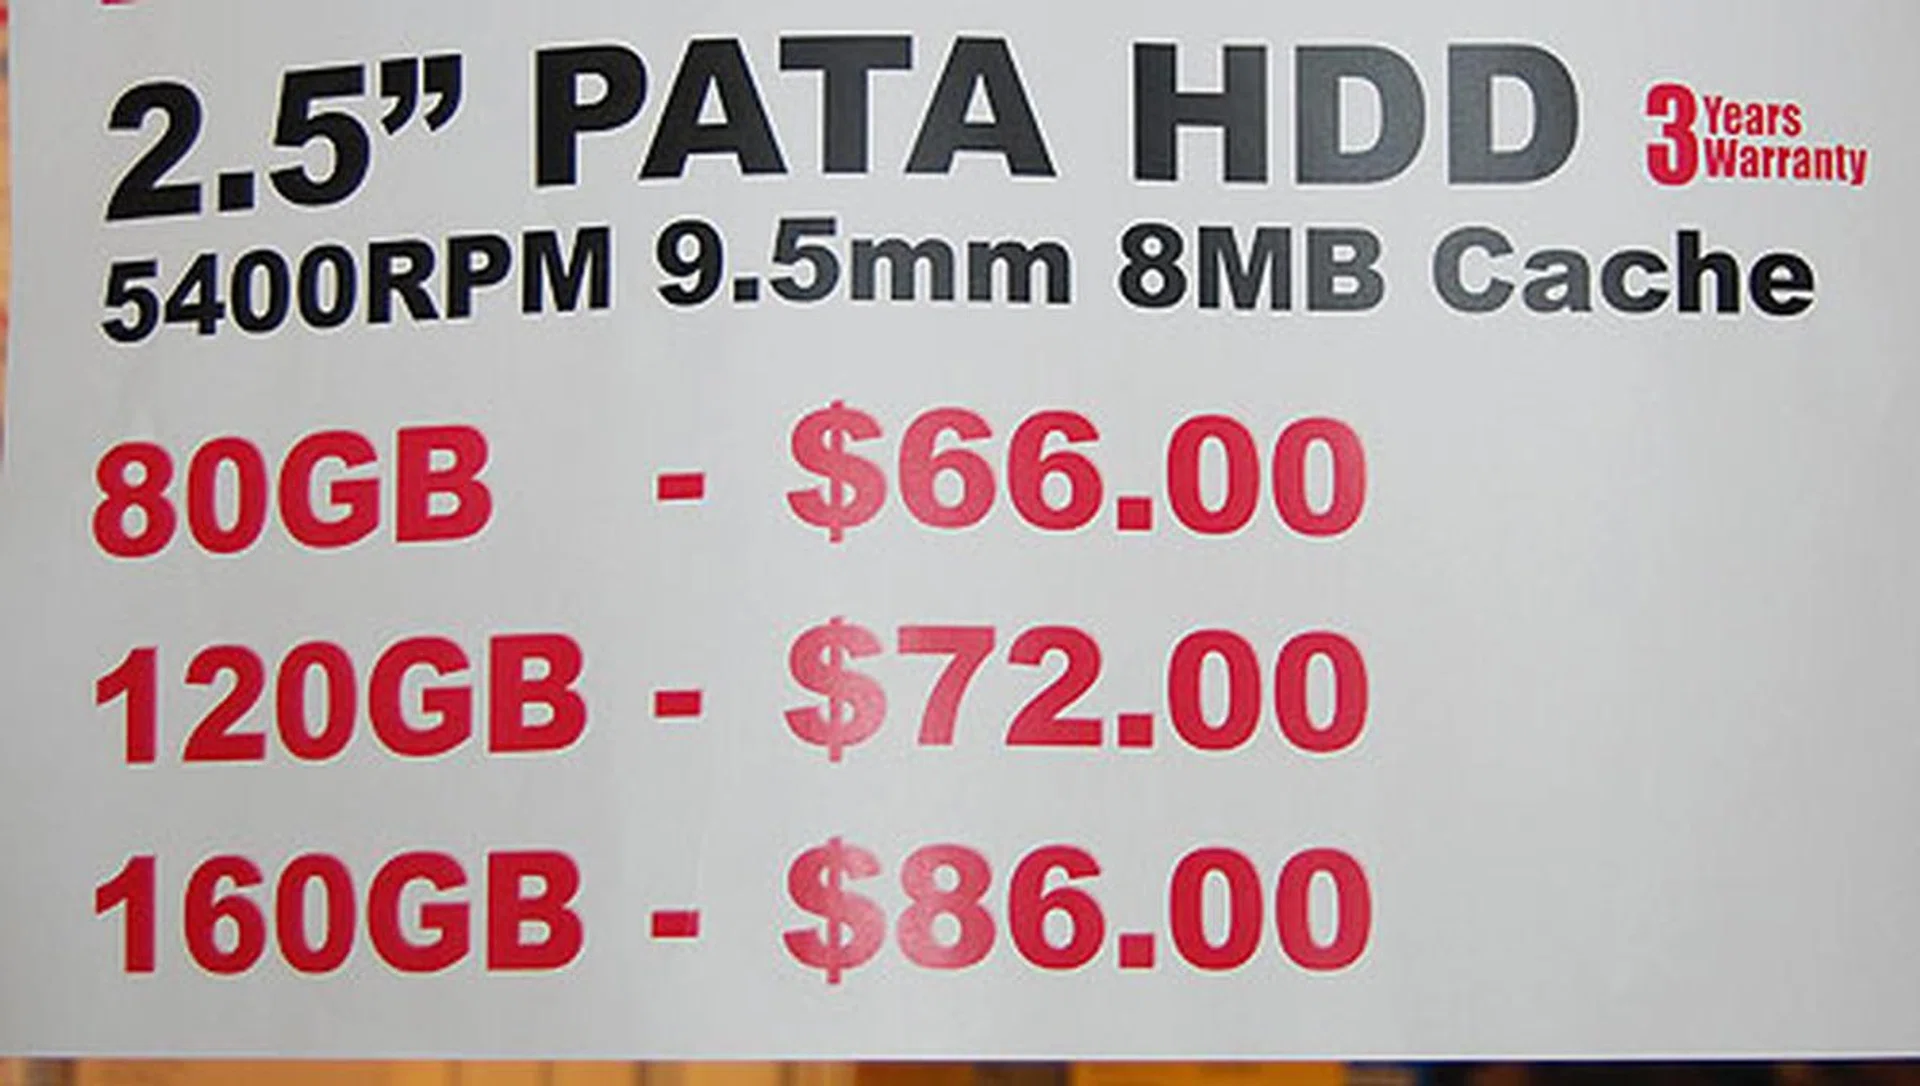 2.5” PATA HDD 3 Years Warranty
5400RPM 9.5mm 8MB Cache
80GB - $66.00
120GB - $72.00
160GB - $86.00